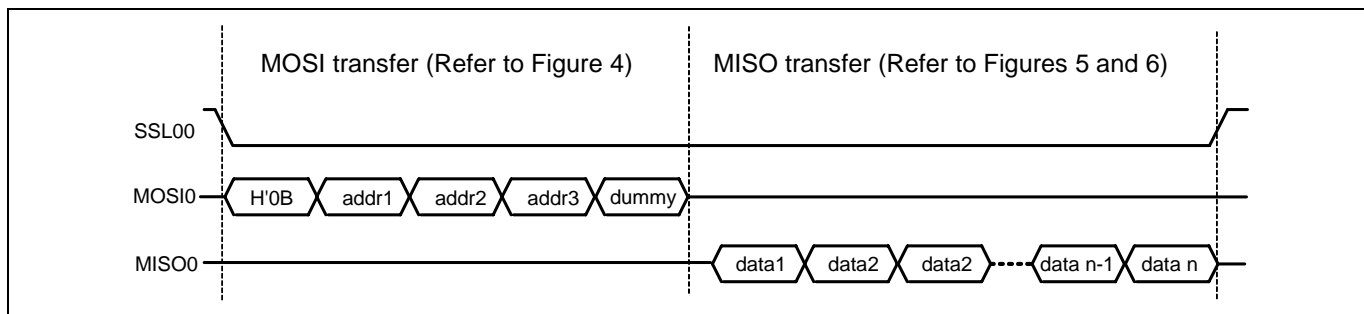 MOSI transfer (Refer to Figure 4) MISO transfer (Refer to Figures 5 and 6)
SSL00
MOSI0 H'0B addr1 addr2 addr3 dummy
MISO0 data1 data2 data2 data n-1 data n